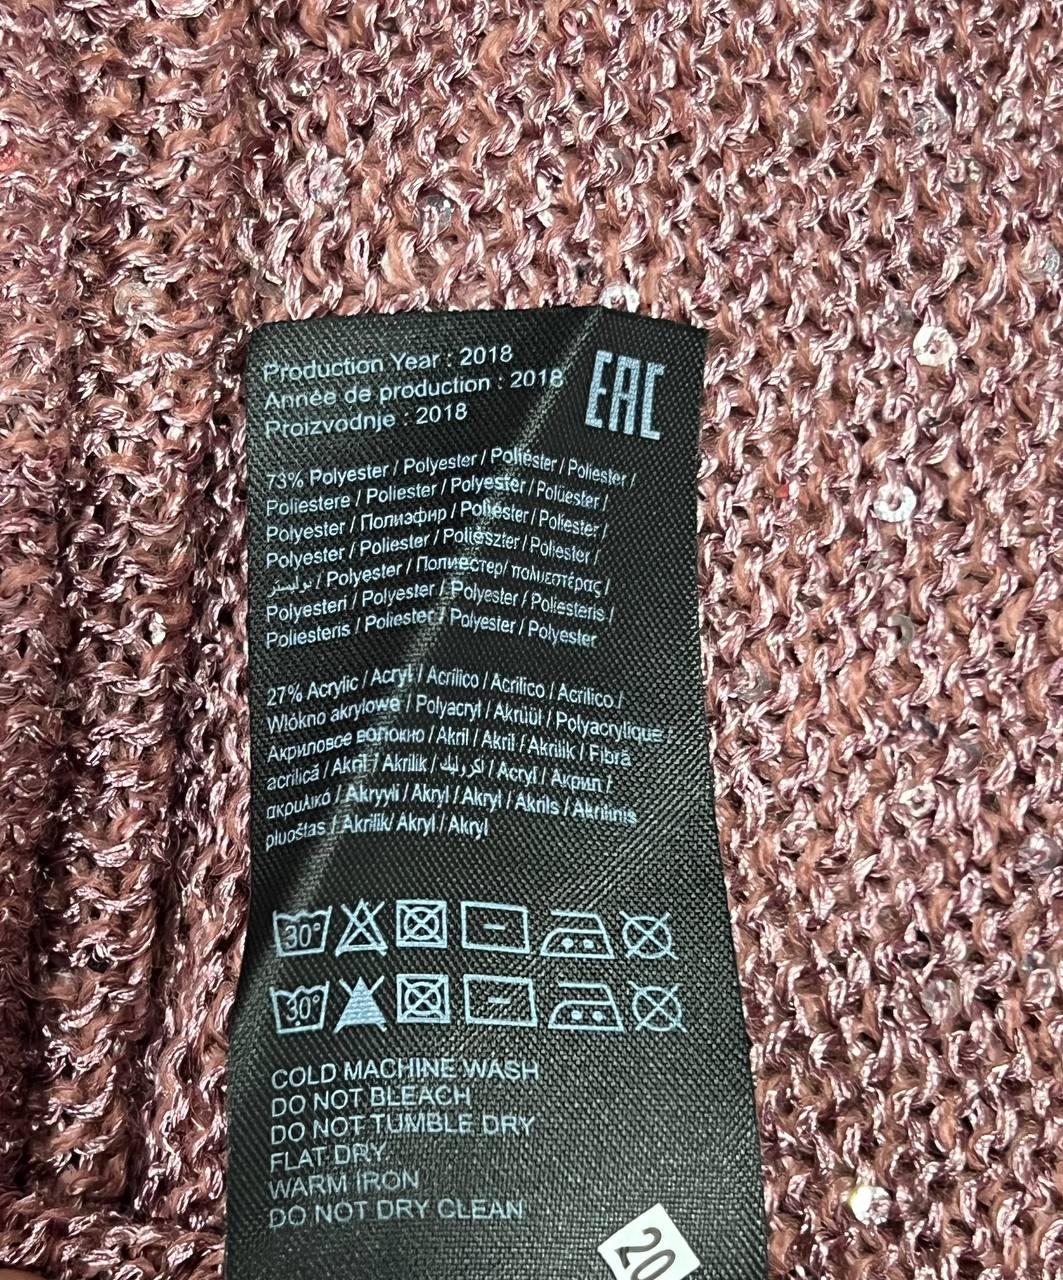 Production Year : 2018
Année de production : 2018
Proizvodnje : 2018
EAC
73% Polyester / Polyester / Poliéster / Poliester /
Poliestere / Poliester / Polyester / Polüester /
Polyester / Полиэфир / Poliėster / Poliester /
Polyester / Poliester / Poliészter / Poliester /
بوليستر / Polyester / Полиестер/ πολυεστέρας /
Polyesteri / Polyester / Polyester / Poliesteris /
Poliesteris / Poliester / Polyester / Polyester
27% Acrylic / Acryl / Acrílico / Acrilico / Acrílico /
Włókno akrylowe / Polyacryl / Akrüül / Polyacrylique
Акриловое волокно / Akril / Akril / Akrilik / Fibră
acrilică / Akril / Akrilik / اكروليك / Acryl / Акрил /
ακρυλικό / Akryyli / Akryl / Akryl / Akrils / Akrilinis
pluoštas / Akrilik/ Akryl / Akryl
30°
30°
COLD MACHINE WASH
DO NOT BLEACH
DO NOT TUMBLE DRY
FLAT DRY
WARM IRON
DO NOT DRY CLEAN
20